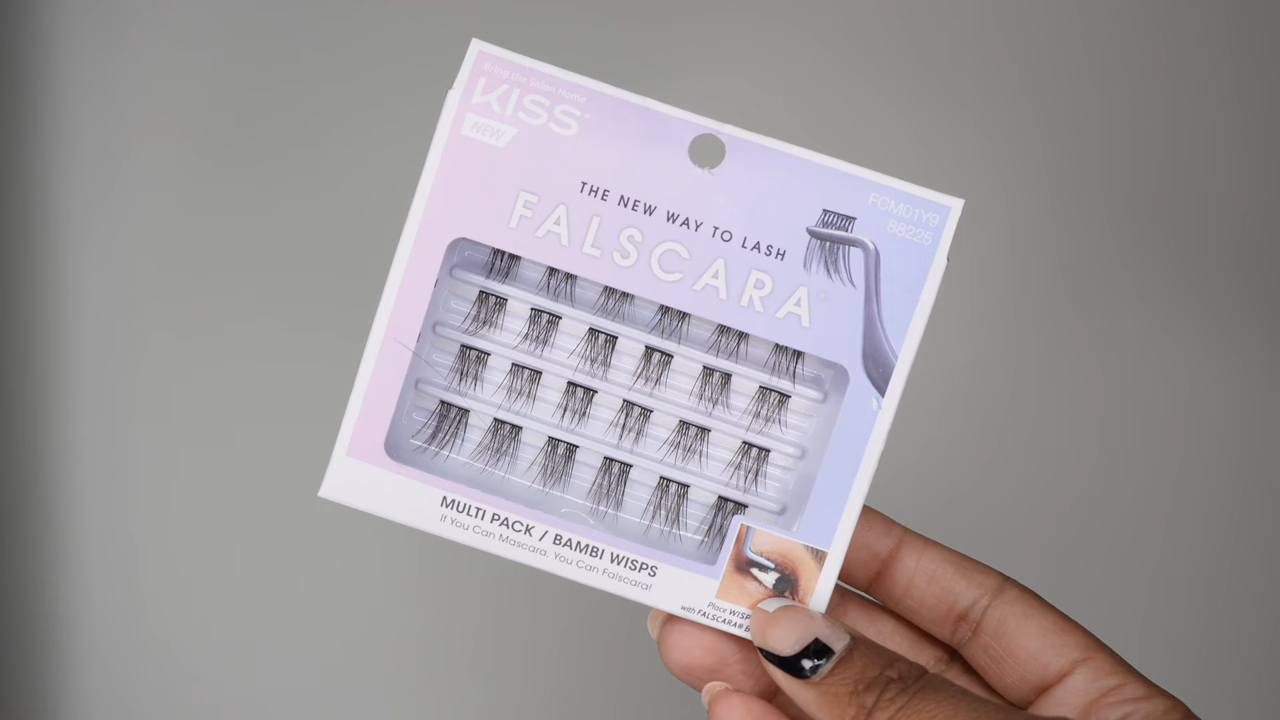 Bring the Salon Home
KISS
NEW
THE NEW WAY TO LASH
FALSCARA®
FCM01Y9
88225
MULTI PACK / BAMBI WISPS
If You Can Mascara, You Can Falscara!
Place
with FALSCARA®